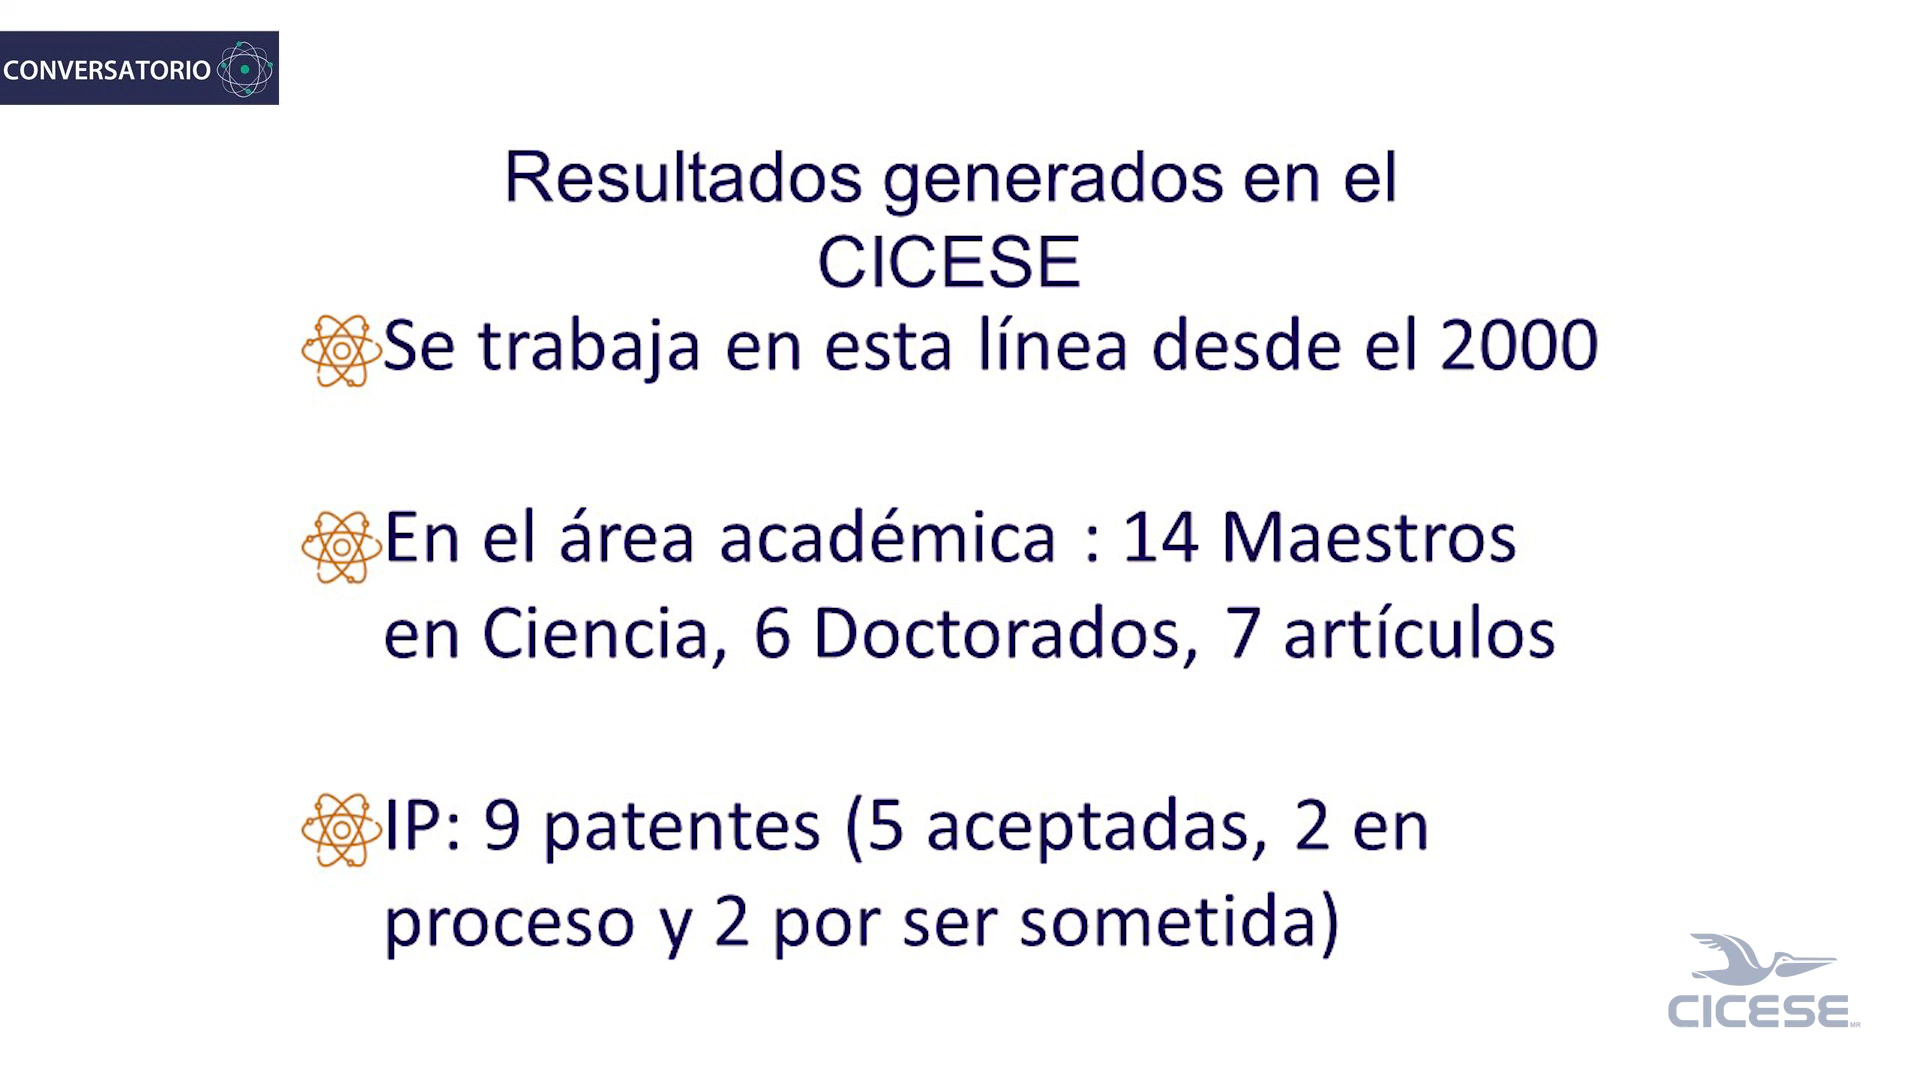 CONVERSATORIO
Resultados generados en el
CICESE
Se trabaja en esta línea desde el 2000
En el área académica : 14 Maestros
en Ciencia, 6 Doctorados, 7 artículos
IP: 9 patentes (5 aceptadas, 2 en
proceso y 2 por ser sometida)
CICESE MR